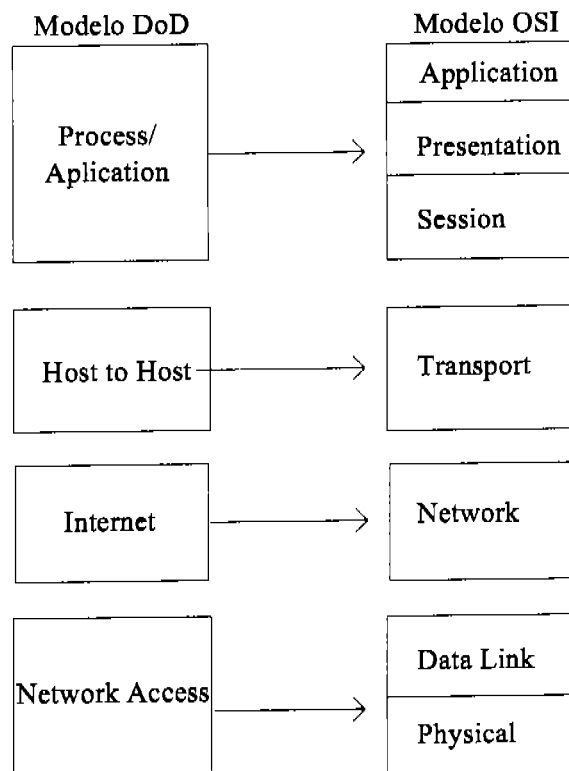 Modelo DoD
Process/
Aplication
Host to Host
Internet
Network Access
Modelo OSI
Application
Presentation
Session
Transport
Network
Data Link
Physical